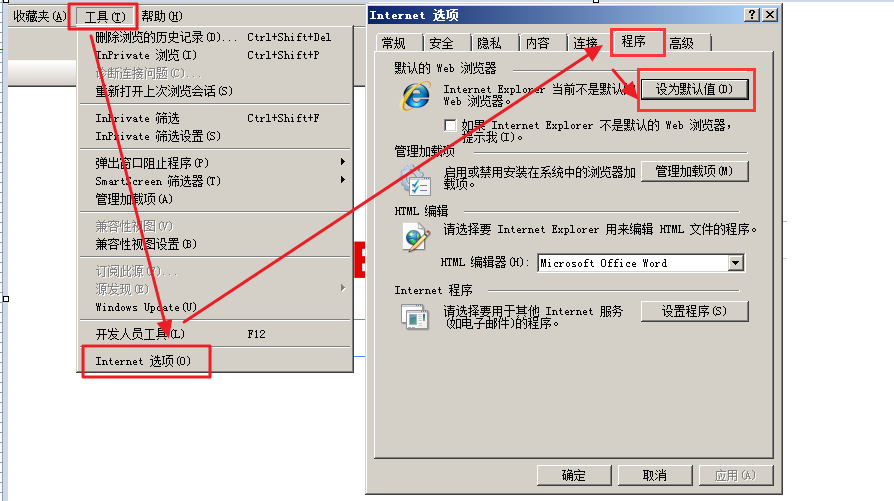 收藏夹(A) 工具(T) 帮助(H)
删除浏览的历史记录(D)... Ctrl+Shift+Del
InPrivate 浏览(I) Ctrl+Shift+P
诊断连接问题(C)...
重新打开上次浏览会话(S)
InPrivate 筛选 Ctrl+Shift+F
InPrivate 筛选设置(S)
弹出窗口阻止程序(P)
SmartScreen 筛选器(T)
管理加载项(A)
兼容性视图(V)
兼容性视图设置(B)
订阅此源(F)...
源发现(E)
Windows Update(U)
开发人员工具(L) F12
Internet 选项(O)
Internet 选项
常规 安全 隐私 内容 连接 程序 高级
默认的 Web 浏览器
Internet Explorer 当前不是默认的
Web 浏览器。
设为默认值(D)
如果 Internet Explorer 不是默认的 Web 浏览器，
提示我(I)。
管理加载项
启用或禁用安装在系统中的浏览器加
载项。
管理加载项(M)
HTML 编辑
请选择要 Internet Explorer 用来编辑 HTML 文件的程序。
HTML 编辑器(H): Microsoft Office Word
Internet 程序
请选择要用于其他 Internet 服务
(如电子邮件)的程序。
设置程序(S)
确定 取消 应用(A)